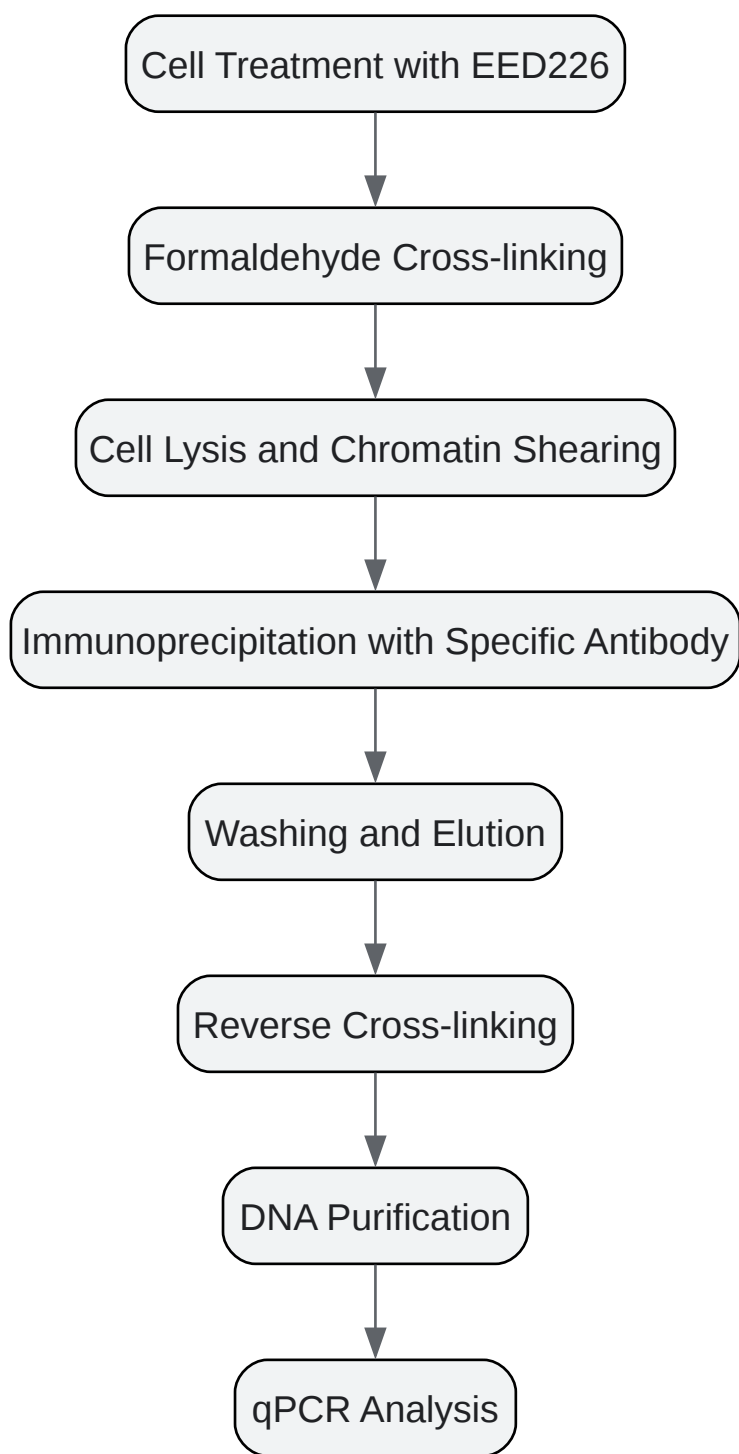 Cell Treatment with EED226
Formaldehyde Cross-linking
Cell Lysis and Chromatin Shearing
Immunoprecipitation with Specific Antibody
Washing and Elution
Reverse Cross-linking
DNA Purification
qPCR Analysis